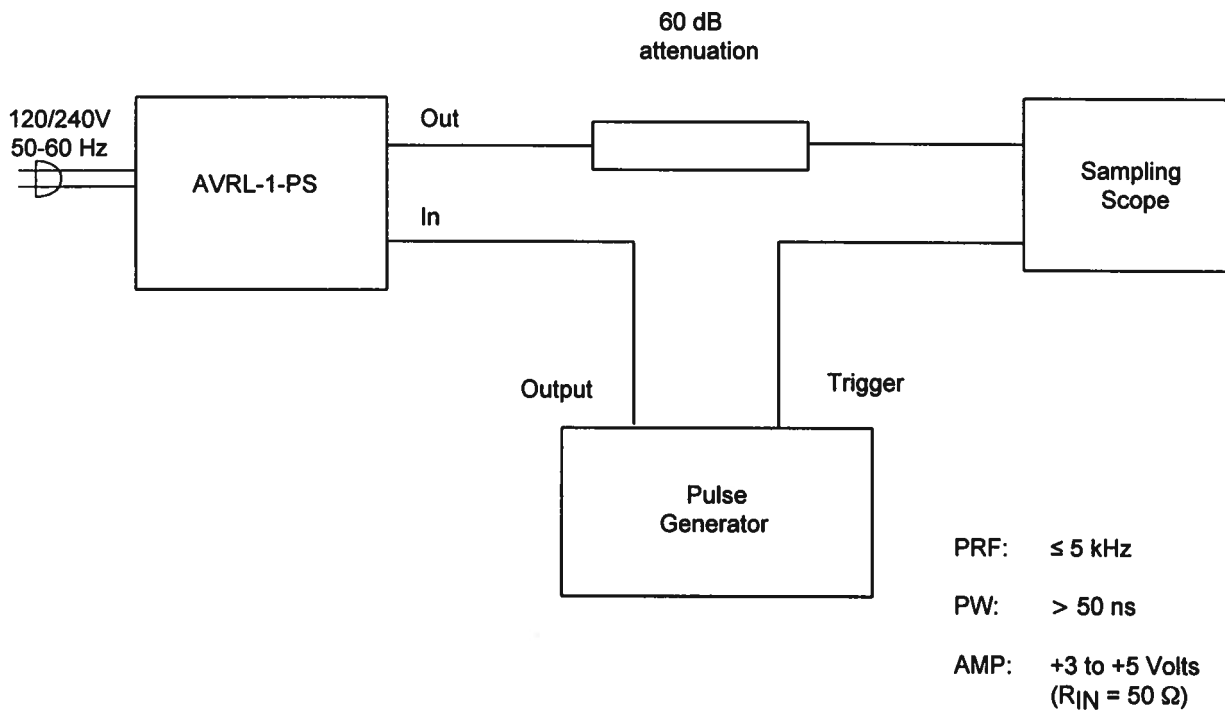 60 dB
attenuation
120/240V
50-60 Hz
Out
AVRL-1-PS
Sampling
Scope
In
Output
Trigger
Pulse
Generator
PRF: ≤ 5 kHz
PW: > 50 ns
AMP: +3 to +5 Volts
(RIN = 50 Ω)